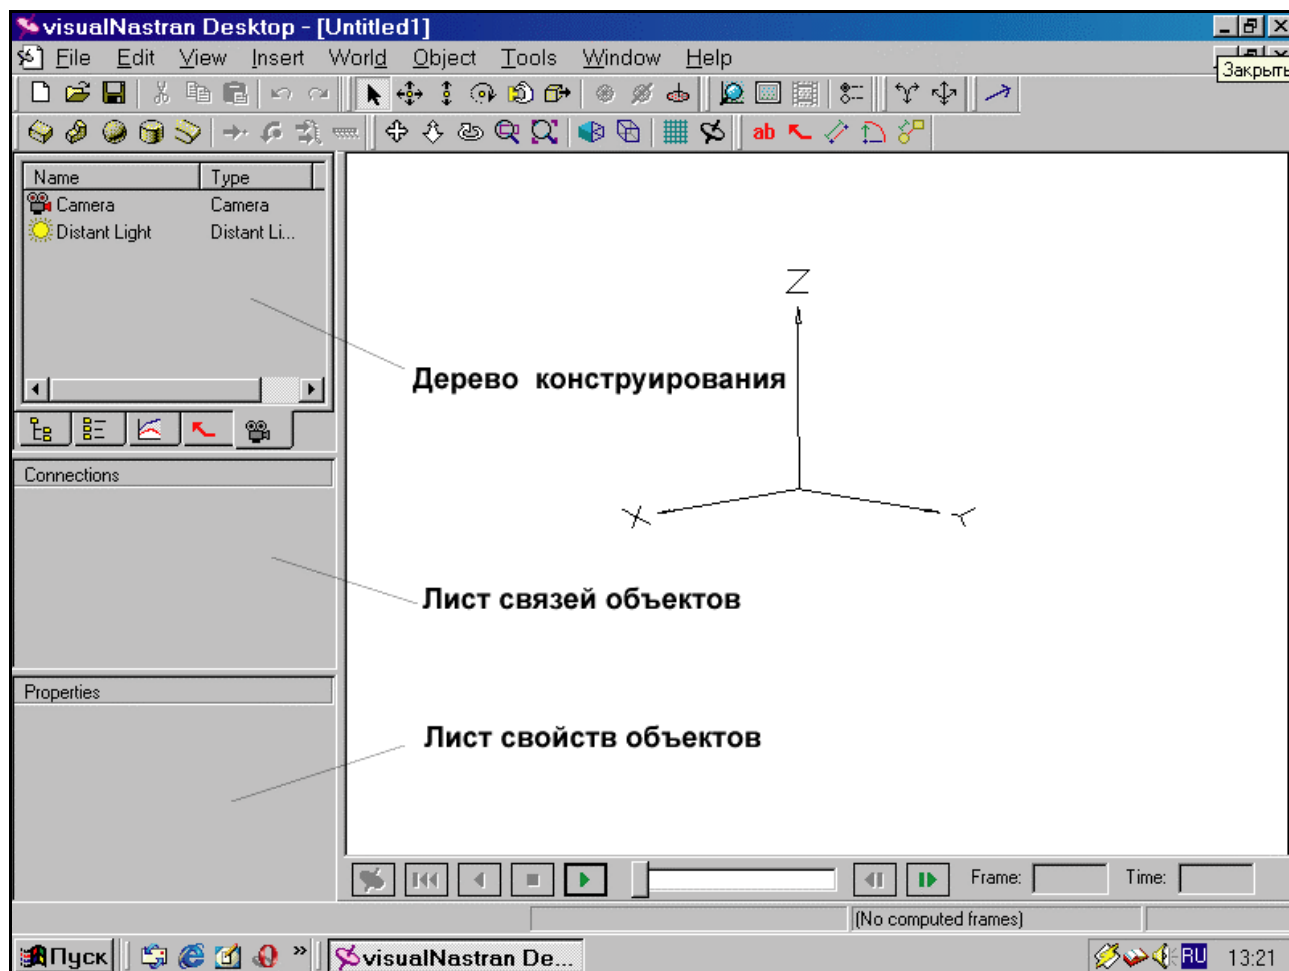 visualNastran Desktop - [Untitled1]
File Edit View Insert World Object Tools Window Help
Закрыть
ab
Name Type
Camera Camera
Distant Light Distant Li...
Z
Дерево конструирования
Connections
X Y
Лист связей объектов
Properties
Лист свойств объектов
Frame: Time:
(No computed frames)
Пуск » visualNastran De... RU 13:21